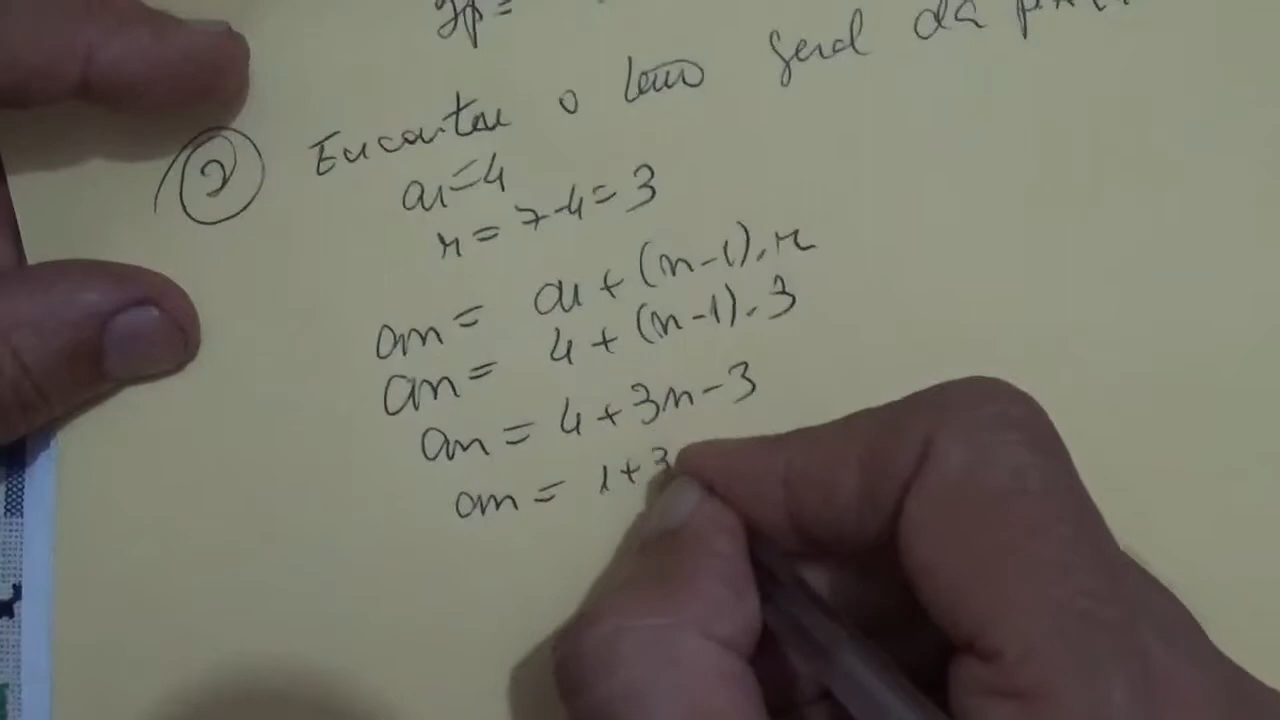 ② Encontre o termo geral da P.A.
a1=4
r = 7-4 = 3
an = a1 + (n-1).r
an = 4 + (n-1).3
an = 4 + 3n - 3
an = 1 + 3